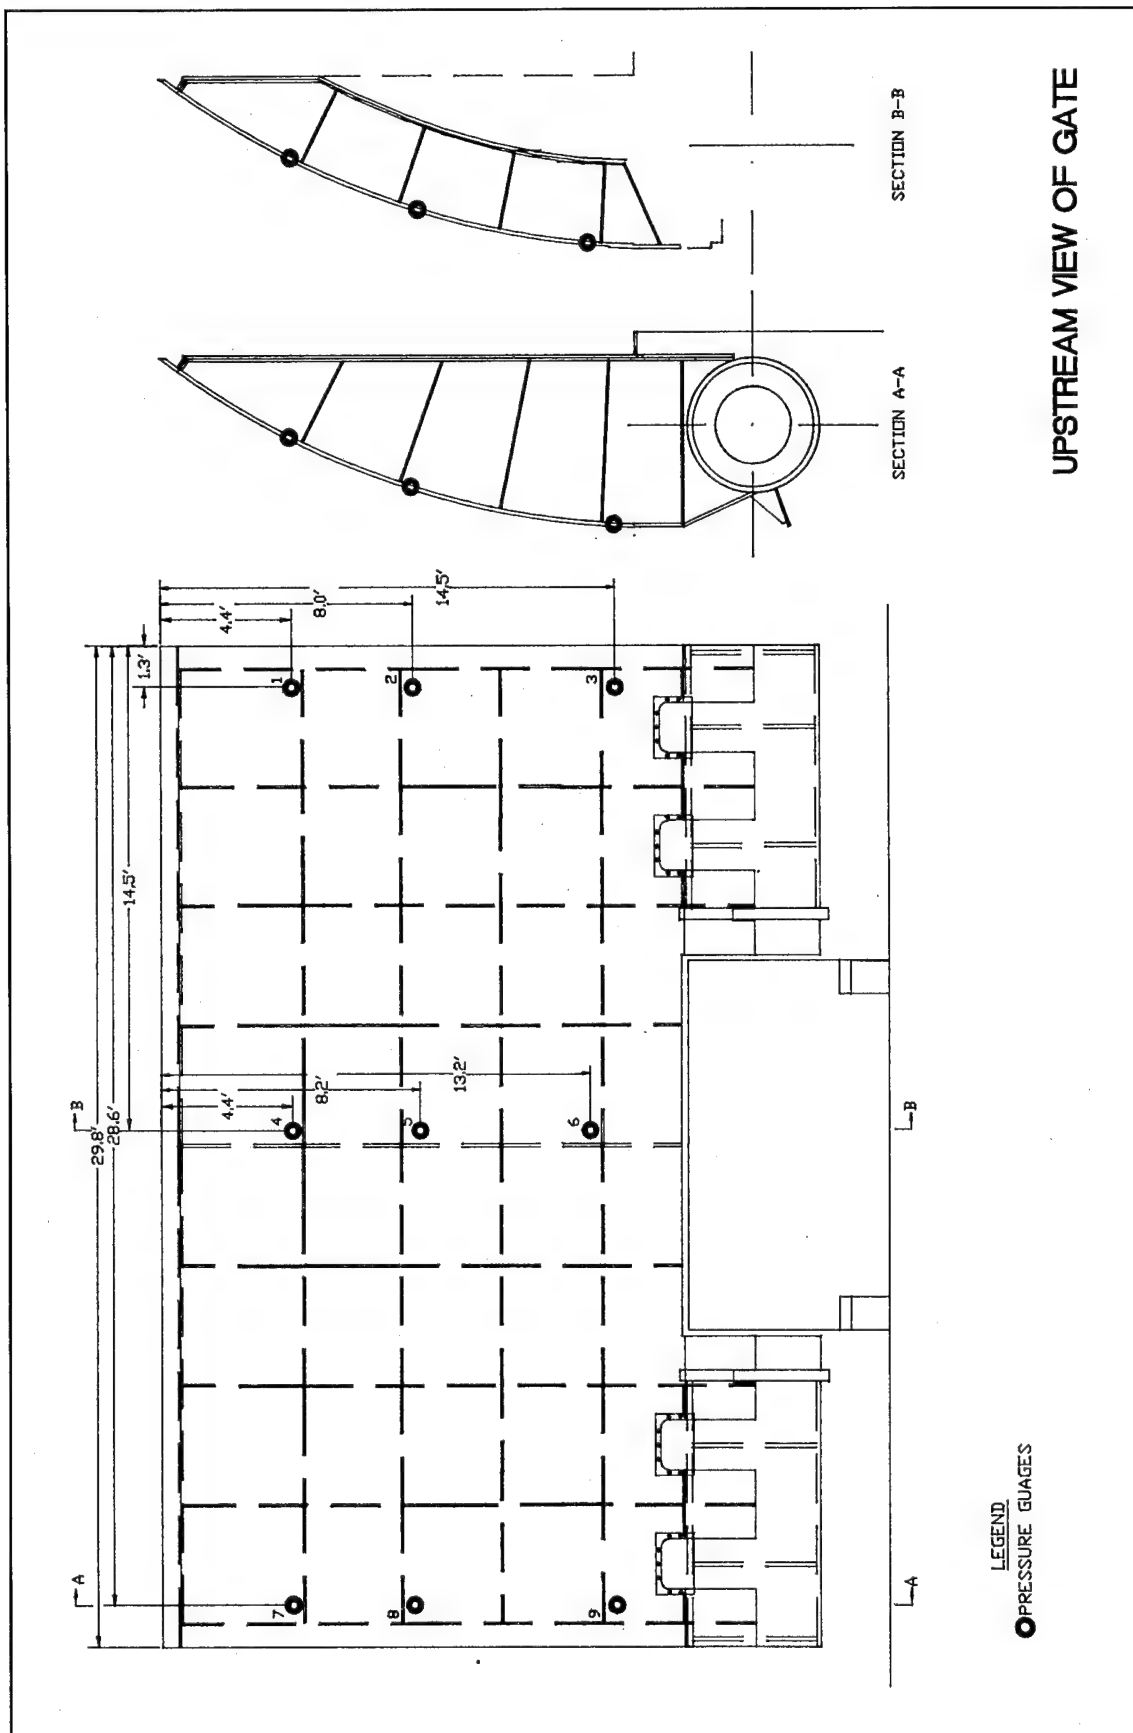 SECTION B-B
SECTION A-A
UPSTREAM VIEW OF GATE
29.8'
28.6'
14.5'
1.3'
4.4'
8.0'
14.5'
1
2
3
B
B
4.4'
8.2'
13.2'
4
5
6
A
A
7
8
9
LEGEND
PRESSURE GUAGES